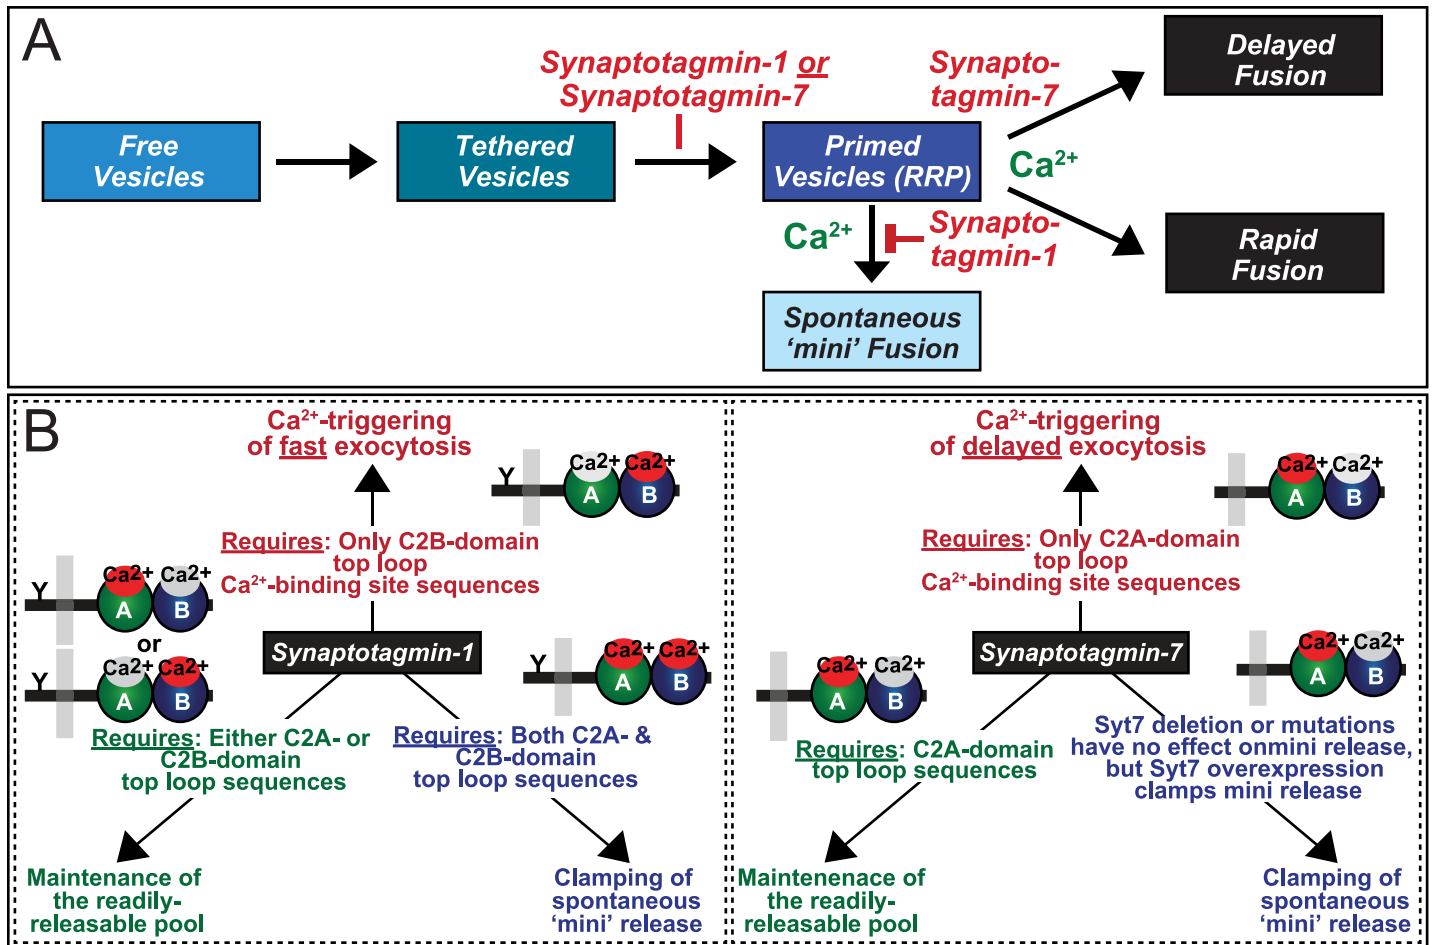 A
Synaptotagmin-1 or
Synaptotagmin-7
Synapto-
tagmin-7
Delayed
Fusion
Free
Vesicles
Tethered
Vesicles
Primed
Vesicles (RRP)
Ca²⁺
Ca²⁺
Synapto-
tagmin-1
Rapid
Fusion
Spontaneous
‘mini’ Fusion
B
Ca²⁺-triggering
of fast exocytosis
Y
Ca2+
Ca2+
A
B
Requires: Only C2B-domain
top loop
Ca²⁺-binding site sequences
Y
Ca2+
Ca2+
A
B
or
Y
Ca2+
Ca2+
A
B
Synaptotagmin-1
Y
Ca2+
Ca2+
A
B
Requires: Either C2A- or
C2B-domain
top loop sequences
Requires: Both C2A- &
C2B-domain
top loop sequences
Maintenance of
the readily-
releasable pool
Clamping of
spontaneous
‘mini’ release
Ca²⁺-triggering
of delayed exocytosis
Ca2+
Ca2+
A
B
Requires: Only C2A-domain
top loop
Ca²⁺-binding site sequences
Synaptotagmin-7
Ca2+
Ca2+
A
B
Ca2+
Ca2+
A
B
Requires: C2A-domain
top loop sequences
Syt7 deletion or mutations
have no effect onmini release,
but Syt7 overexpression
clamps mini release
Maintenenace of
the readily-
releasable pool
Clamping of
spontaneous
‘mini’ release